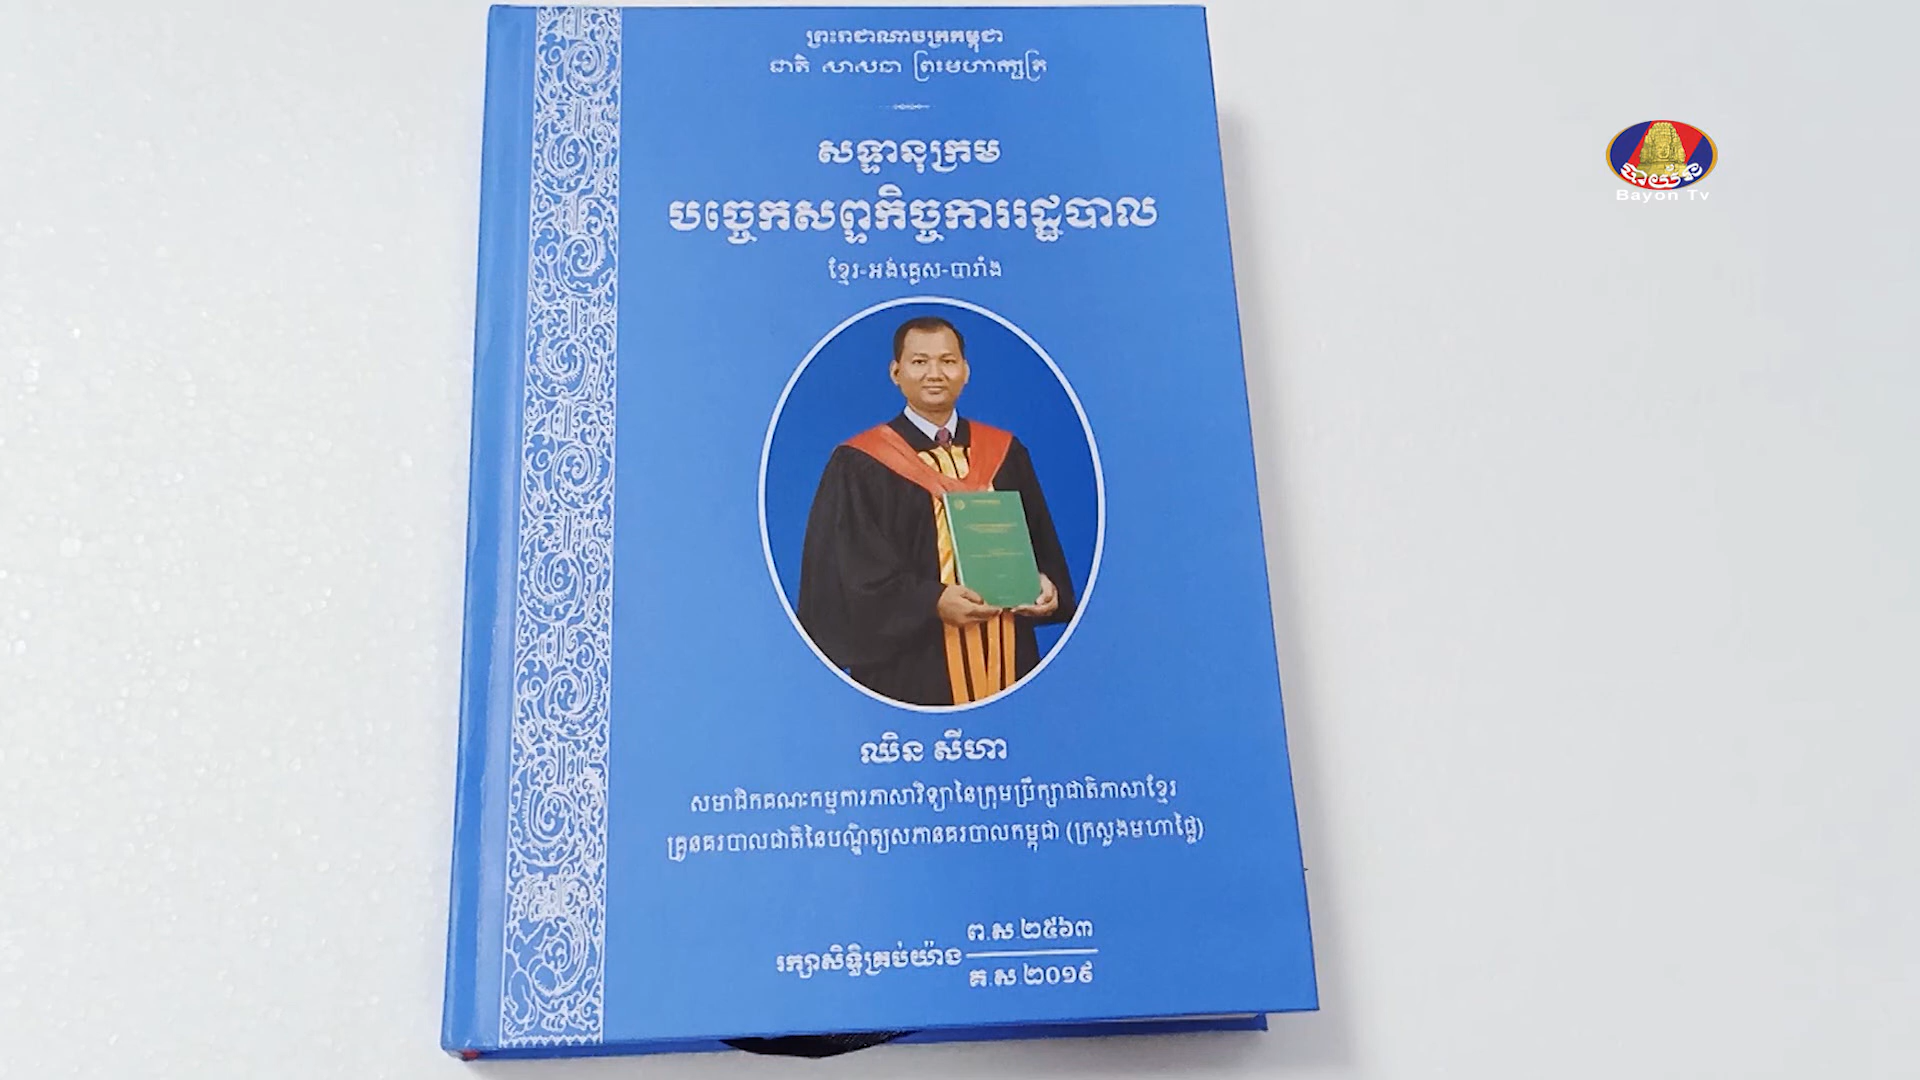 ព្រះរាជាណាចក្រកម្ពុជា
ជាតិ សាសនា ព្រះមហាក្សត្រ
សទ្ទានុក្រម
បច្ចេកសព្ទកិច្ចការរដ្ឋបាល
ខ្មែរ-អង់គ្លេស-បារាំង
ឈិន សីហា
សមាជិកគណៈកម្មការភាសាវិទ្យានៃក្រុមប្រឹក្សាជាតិភាសាខ្មែរ
គ្រូនគរបាលជាតិនៃបណ្ឌិត្យសភានគរបាលកម្ពុជា (ក្រសួងមហាផ្ទៃ)
រក្សាសិទ្ធិគ្រប់យ៉ាង
ព.ស.២៥៦៣
គ.ស.២០១៩
បាយ័ន
Bayon Tv